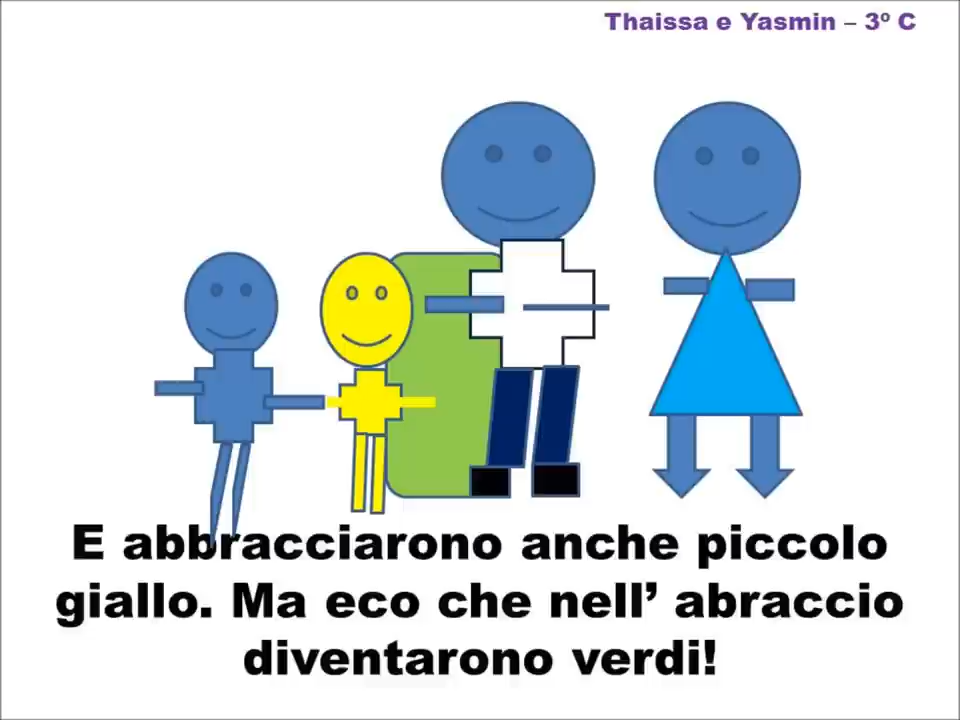 Thaissa e Yasmin – 3º C
E abbracciarono anche piccolo
giallo. Ma eco che nell’ abraccio
diventarono verdi!